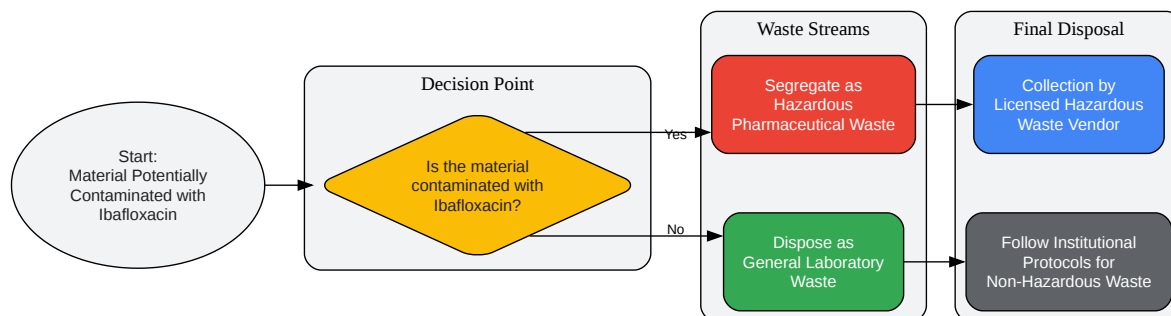 Start:
Material Potentially
Contaminated with
Ibafloxacin
Decision Point
Is the material
contaminated with
Ibafloxacin?
Yes
No
Waste Streams
Segregate as
Hazardous
Pharmaceutical Waste
Dispose as
General Laboratory
Waste
Final Disposal
Collection by
Licensed Hazardous
Waste Vendor
Follow Institutional
Protocols for
Non-Hazardous Waste